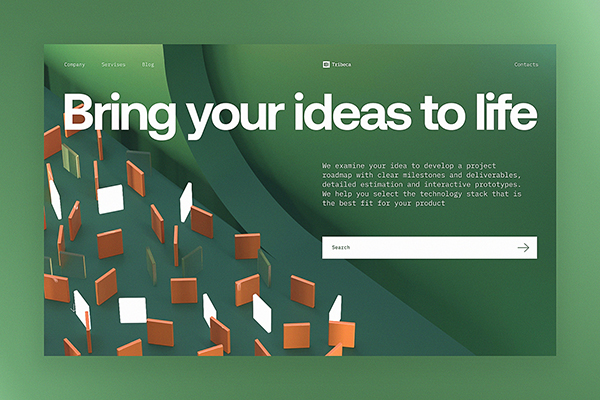 Company Services Blog Tribeca Contacts
Bring your ideas to life
We examine your idea to develop a project
roadmap with clear milestones and deliverables,
detailed estimation and interactive prototypes.
We help you select the technology stack that is
the best fit for your product
Search